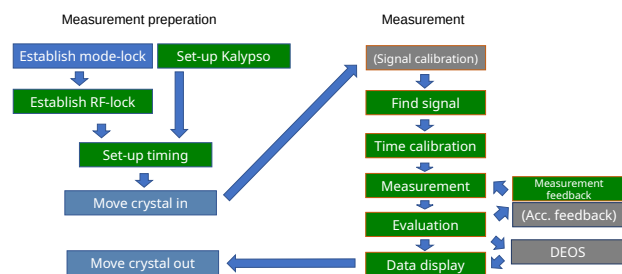 Measurement preperation
Measurement
Establish mode-lock
Set-up Kalypso
(Signal calibration)
Establish RF-lock
Find signal
Set-up timing
Time calibration
Measurement
Measurement
feedback
Move crystal in
Evaluation
(Acc. feedback)
DEOS
Move crystal out
Data display